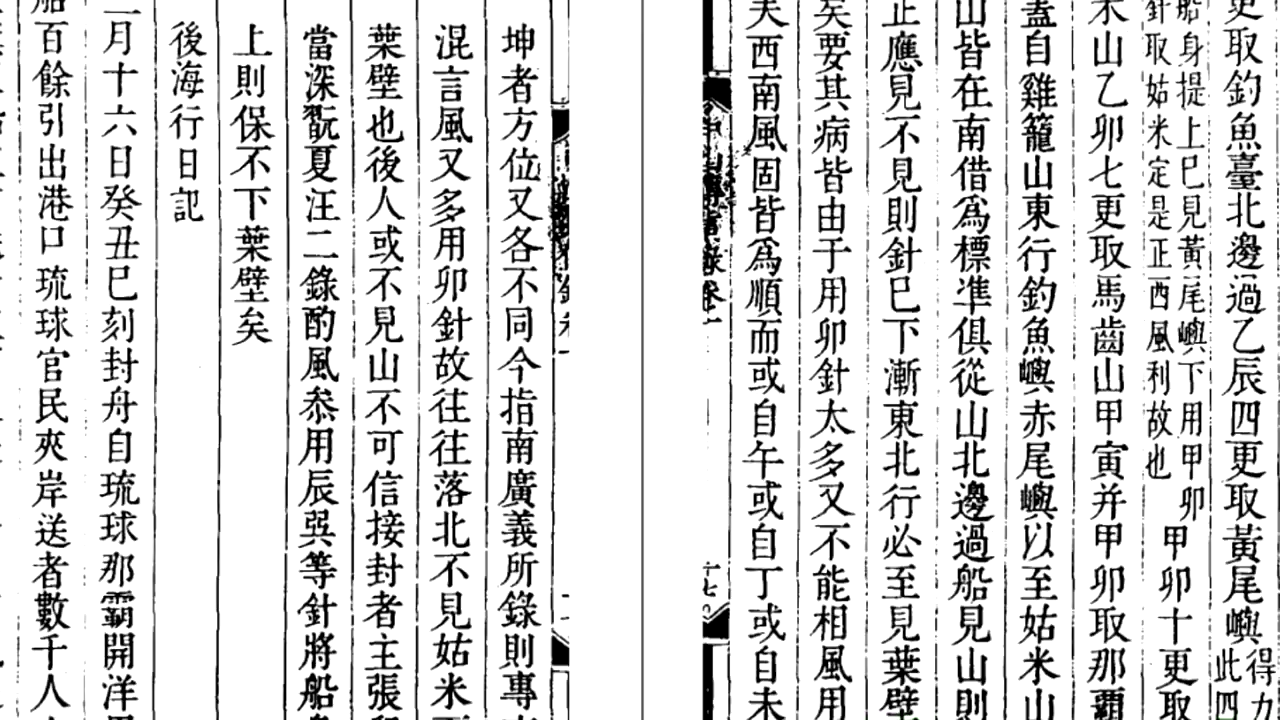 更取釣魚臺北邊過乙辰四更取黃尾嶼
得力
此四
船身提上巳見黃尾嶼下用甲卯
針取姑米定是正西風利故也
甲卯十更取
米山乙卯七更取馬齒山甲寅并甲卯取那霸
蓋自雞籠山東行釣魚嶼赤尾嶼以至姑米山
山皆在南借為標準俱從山北邊過船見山則
正應見不見則針巳下漸東北行必至見葉壁
矣要其病皆由于用卯針太多又不能相風用
夫西南風固皆為順而或自午或自丁或自未
中山傳信錄卷一
十七
坤者方位又各不同今指南廣義所錄則專
混言風又多用卯針故往往落北不見姑米
葉壁也後人或不見山不可信接封者主張
當深翫夏汪二錄酌風叅用辰巽等針將船
上則保不下葉壁矣
後海行日記
二月十六日癸丑巳刻封舟自琉球那霸開洋
船百餘引出港口琉球官民夾岸送者數千人